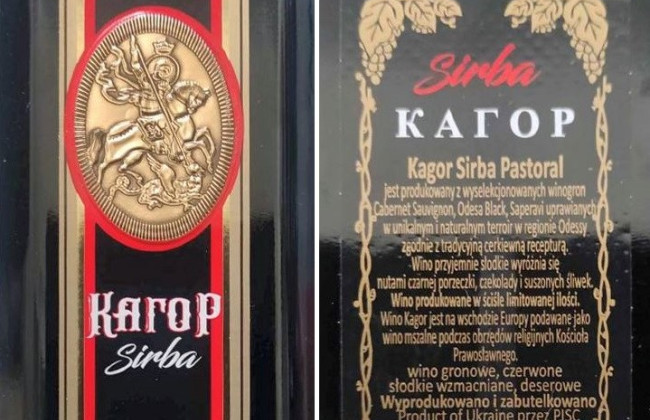 КАГОР
Sirba
Sirba
КАГОР
Kagor Sirba Pastoral
jest produkowany z wyselekcjonowanych winogron
Cabernet Sauvignon, Odesa Black, Saperavi uprawianych
w unikalnym i naturalnym terroir w regionie Odessy
zgodnie z tradycyjną cerkiewną recepturą.
Wino przyjemnie słodkie wyróżnia się
nutami czarnej porzeczki, czekolady i suszonych śliwek.
Wino produkowane w ściśle limitowanej ilości.
Wino Kagor jest na wschodzie Europy podawane jako
wino mszalne podczas obrzędów religijnych Kościoła
Prawosławnego.
wino gronowe, czerwone
słodkie wzmacniane, deserowe
Wyprodukowano i zabutelkowano
Product of Ukraine przez PJSC